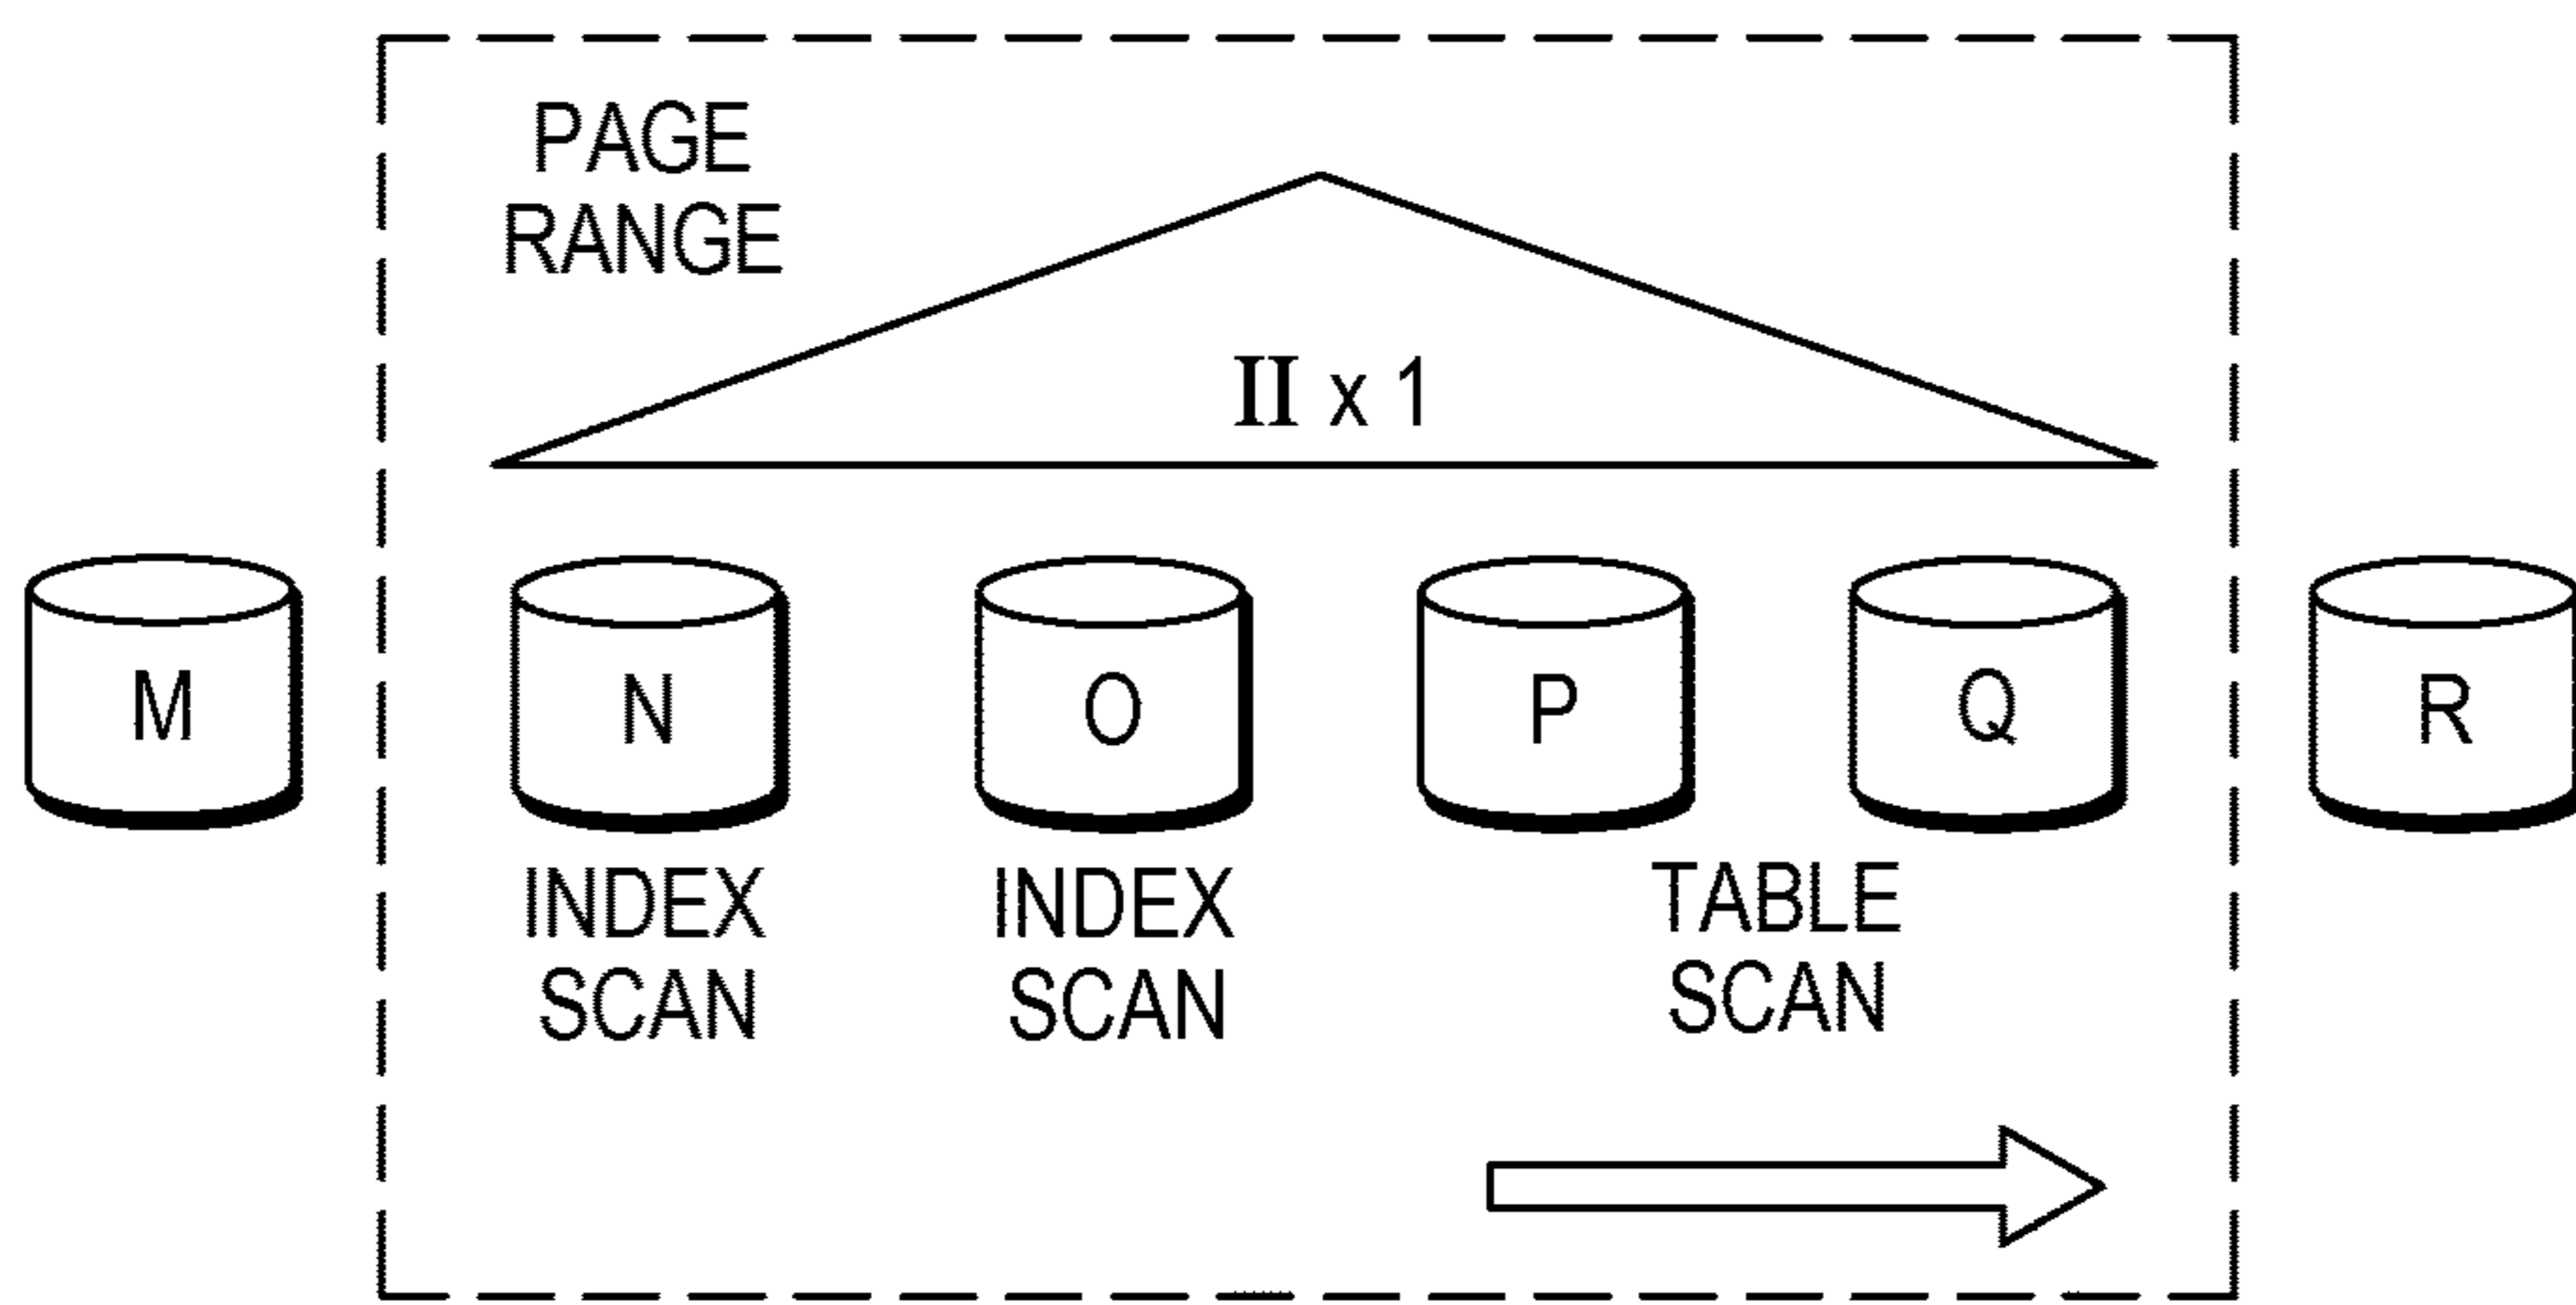 PAGE
RANGE
II x 1
M
N
O
P
Q
R
INDEX
SCAN
INDEX
SCAN
TABLE
SCAN